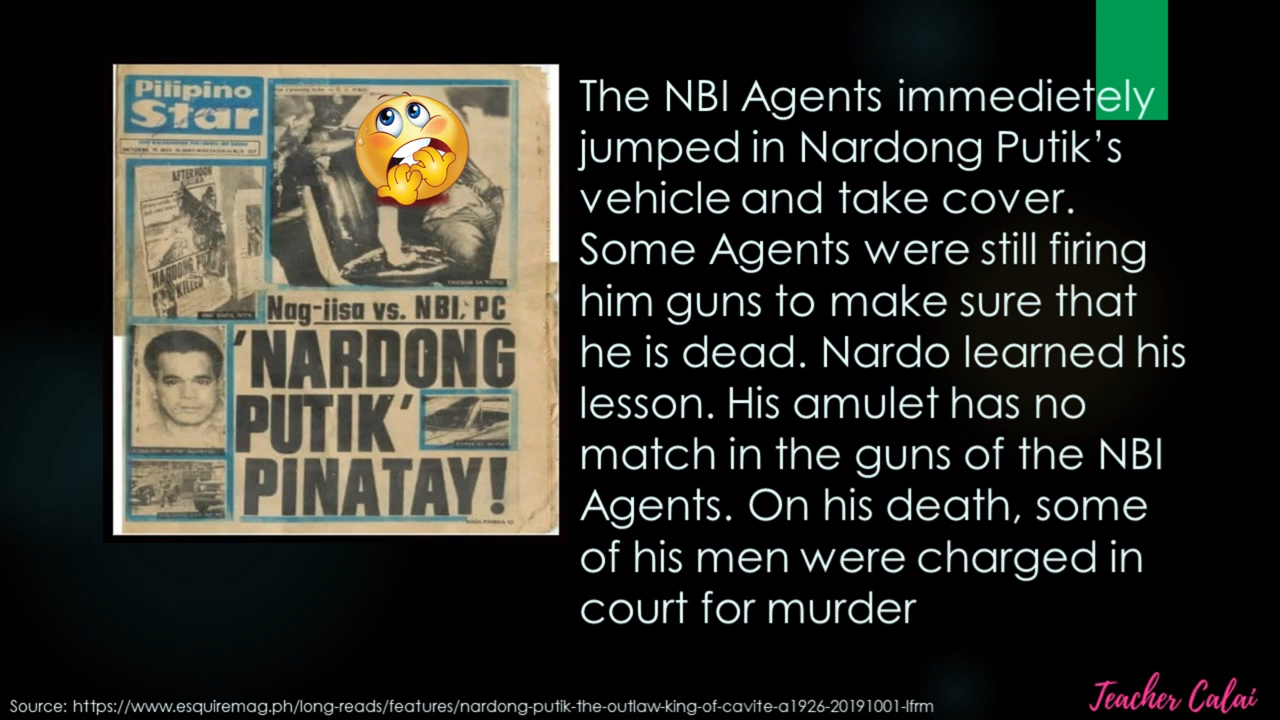 Pilipino
Star
AFTERNOON
Nag-iisa vs. NBI, PC
'NARDONG
PUTIK'
PINATAY!
The NBI Agents immedietely
jumped in Nardong Putik’s
vehicle and take cover.
Some Agents were still firing
him guns to make sure that
he is dead. Nardo learned his
lesson. His amulet has no
match in the guns of the NBI
Agents. On his death, some
of his men were charged in
court for murder
Source: https://www.esquiremag.ph/long-reads/features/nardong-putik-the-outlaw-king-of-cavite-a1926-20191001-lfrm
Teacher Calai